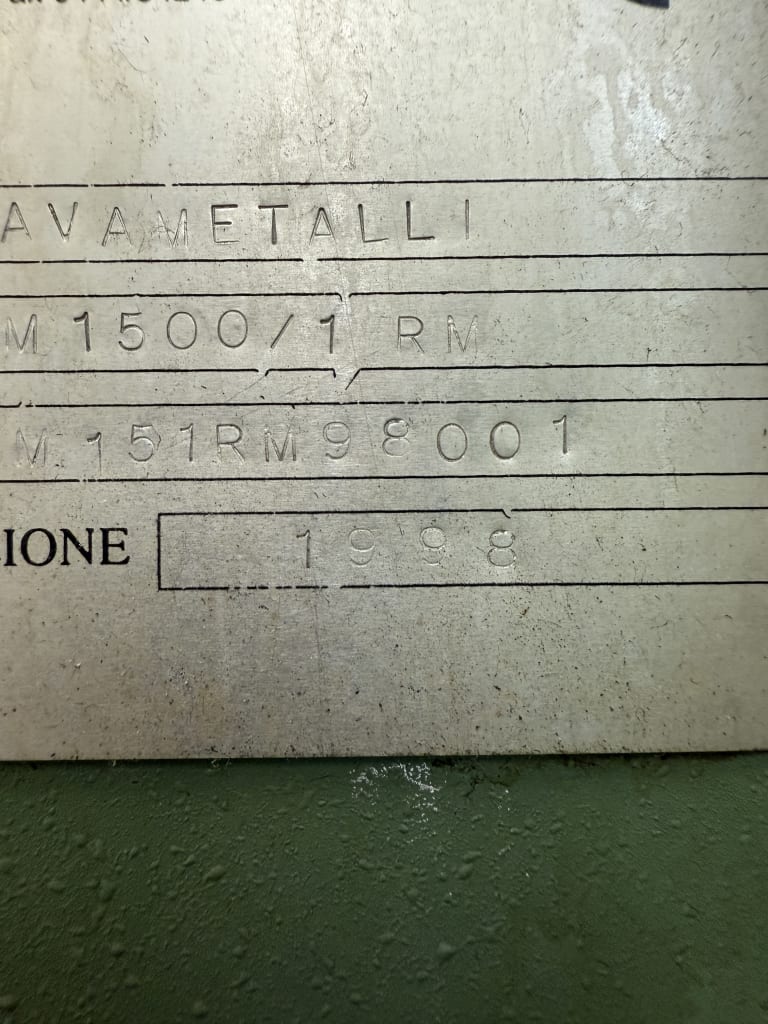 AVAMETALLI
M 1500/1 RM
M 151RM98001
IONE 1998